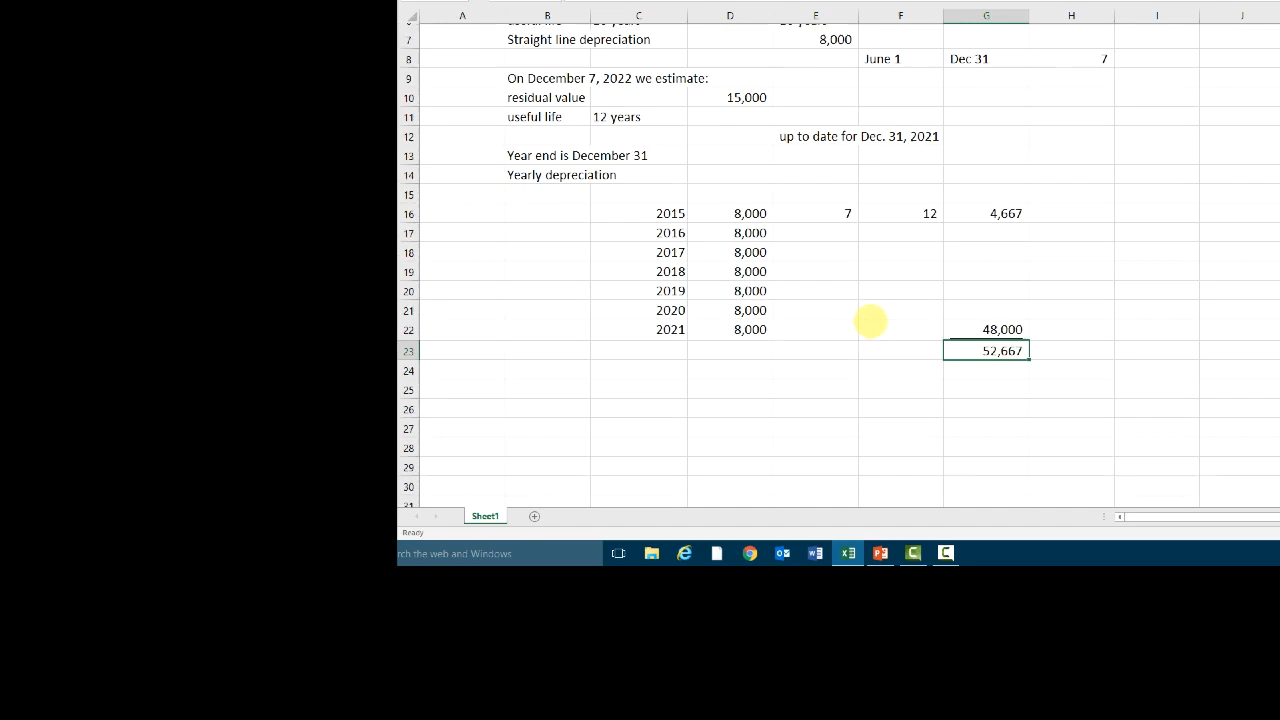 A B C D E F G H I J
7 Straight line depreciation 8,000
8 June 1 Dec 31 7
9 On December 7, 2022 we estimate:
10 residual value 15,000
11 useful life 12 years
12 up to date for Dec. 31, 2021
13 Year end is December 31
14 Yearly depreciation
15
16 2015 8,000 7 12 4,667
17 2016 8,000
18 2017 8,000
19 2018 8,000
20 2019 8,000
21 2020 8,000
22 2021 8,000 48,000
23 52,667
24
25
26
27
28
29
30
Sheet1
Ready
rch the web and Windows